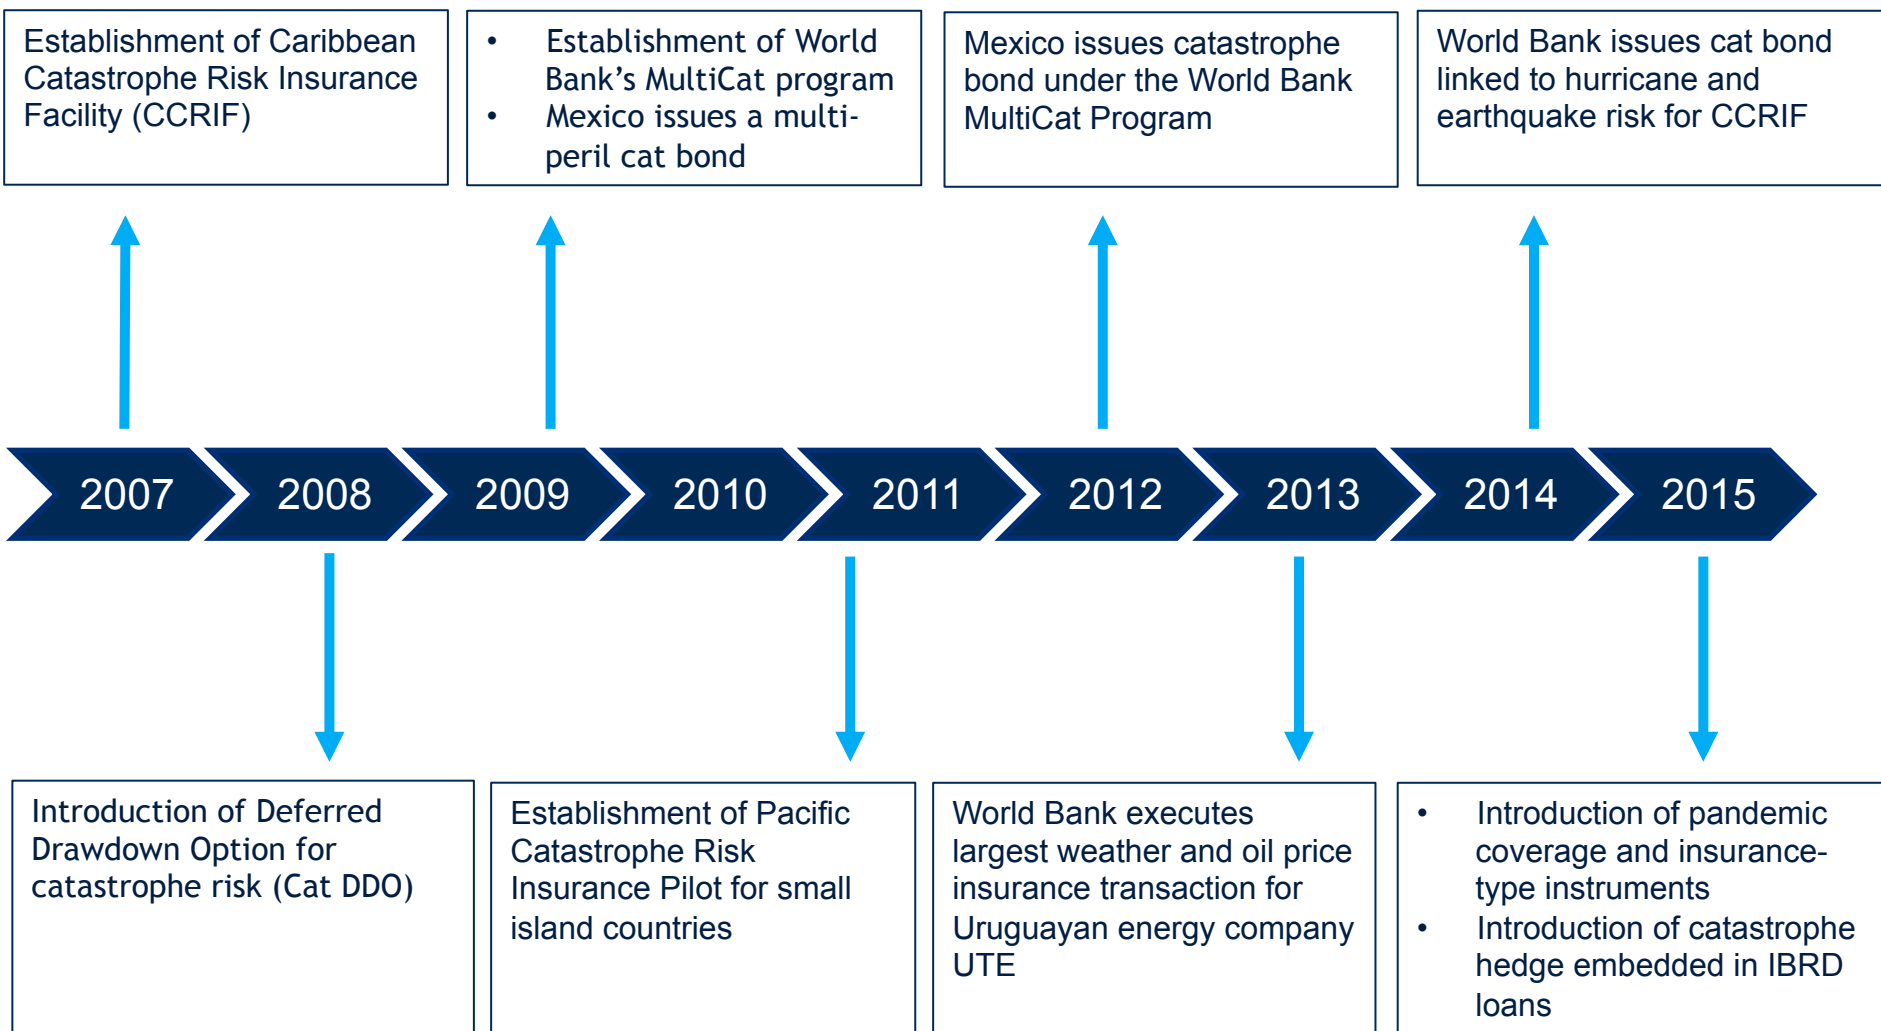 Establishment of Caribbean
Catastrophe Risk Insurance
Facility (CCRIF)
• Establishment of World
Bank’s MultiCat program
• Mexico issues a multi-
peril cat bond
Mexico issues catastrophe
bond under the World Bank
MultiCat Program
World Bank issues cat bond
linked to hurricane and
earthquake risk for CCRIF
2007
2008
2009
2010
2011
2012
2013
2014
2015
Introduction of Deferred
Drawdown Option for
catastrophe risk (Cat DDO)
Establishment of Pacific
Catastrophe Risk
Insurance Pilot for small
island countries
World Bank executes
largest weather and oil price
insurance transaction for
Uruguayan energy company
UTE
• Introduction of pandemic
coverage and insurance-
type instruments
• Introduction of catastrophe
hedge embedded in IBRD
loans